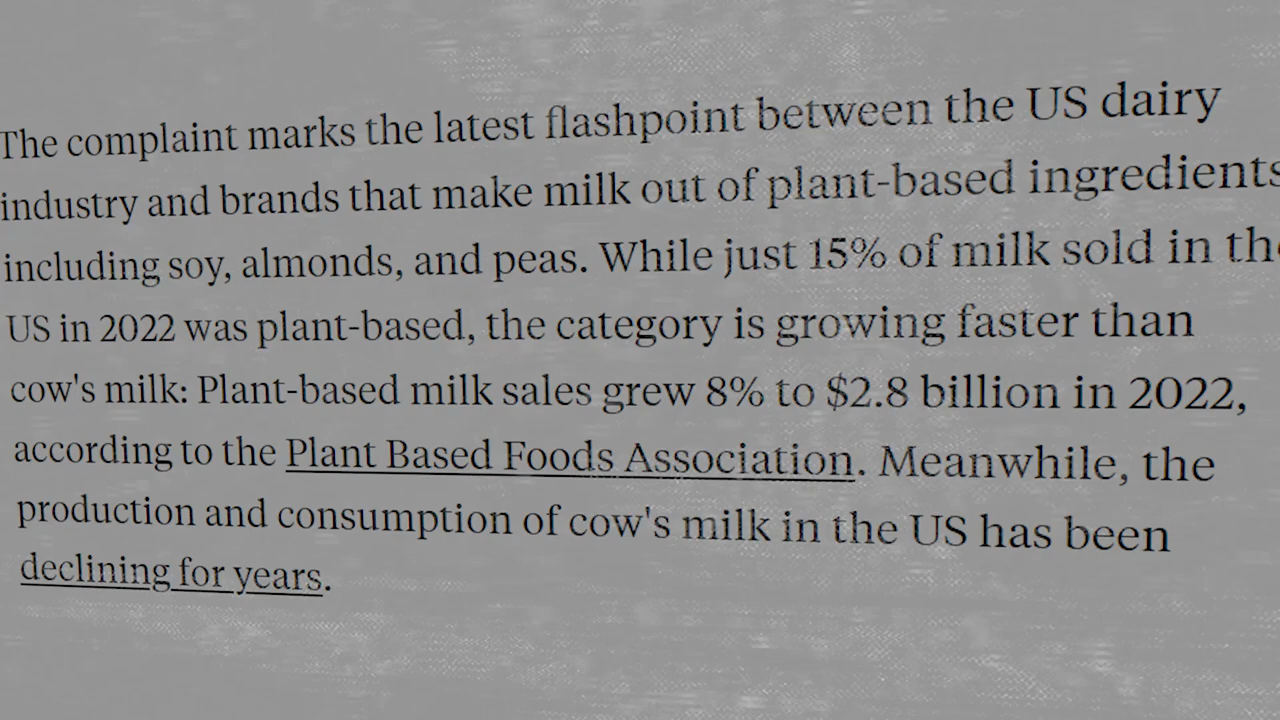 The complaint marks the latest flashpoint between the US dairy
industry and brands that make milk out of plant-based ingredients
including soy, almonds, and peas. While just 15% of milk sold in the
US in 2022 was plant-based, the category is growing faster than
cow's milk: Plant-based milk sales grew 8% to $2.8 billion in 2022,
according to the Plant Based Foods Association. Meanwhile, the
production and consumption of cow's milk in the US has been
declining for years.